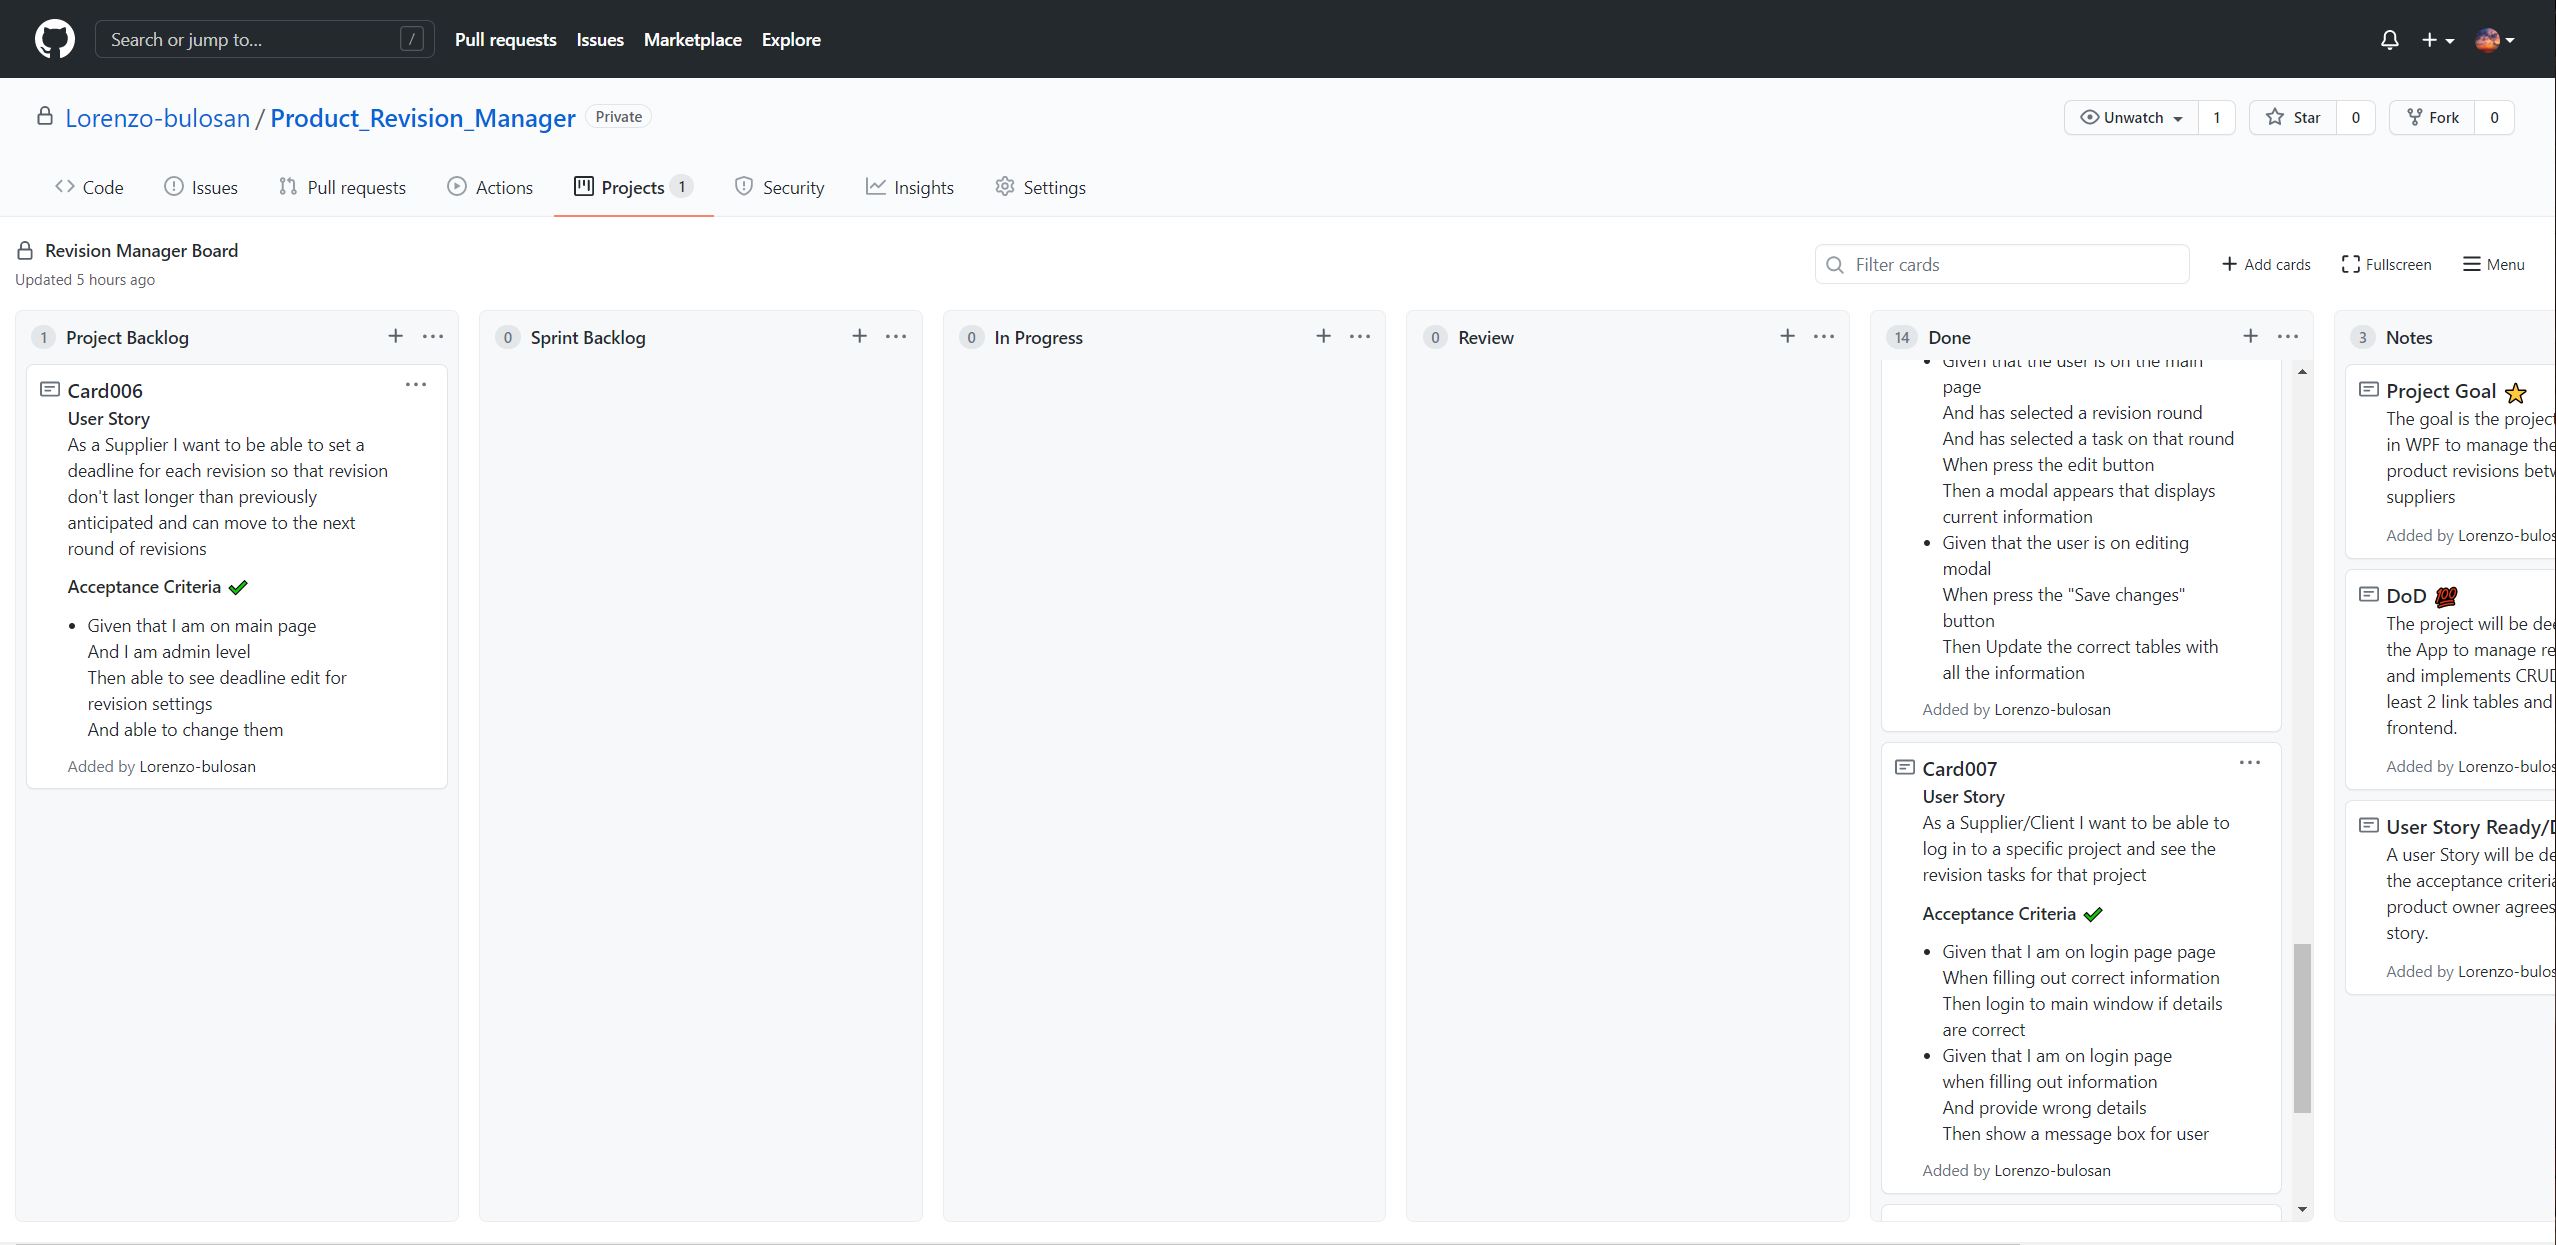 Search or jump to...
/
Pull requests
Issues
Marketplace
Explore
Lorenzo-bulosan / Product_Revision_Manager
Private
Unwatch
1
Star
0
Fork
0
Code
Issues
Pull requests
Actions
Projects
1
Security
Insights
Settings
Revision Manager Board
Updated 5 hours ago
Filter cards
Add cards
Fullscreen
Menu
1
Project Backlog
Card006
User Story
As a Supplier I want to be able to set a
deadline for each revision so that revision
don't last longer than previously
anticipated and can move to the next
round of revisions
Acceptance Criteria
Given that I am on main page
And I am admin level
Then able to see deadline edit for
revision settings
And able to change them
Added by Lorenzo-bulosan
0
Sprint Backlog
0
In Progress
0
Review
14
Done
Given that the user is on the main
page
And has selected a revision round
And has selected a task on that round
When press the edit button
Then a modal appears that displays
current information
Given that the user is on editing
modal
When press the "Save changes"
button
Then Update the correct tables with
all the information
Added by Lorenzo-bulosan
Card007
User Story
As a Supplier/Client I want to be able to
log in to a specific project and see the
revision tasks for that project
Acceptance Criteria
Given that I am on login page page
When filling out correct information
Then login to main window if details
are correct
Given that I am on login page
when filling out information
And provide wrong details
Then show a message box for user
Added by Lorenzo-bulosan
3
Notes
Project Goal
The goal is the project
in WPF to manage the
product revisions
suppliers
Added by Lorenzo-bulos
DoD 100
The project will be
the App to manage
and implements CRUD
least 2 link tables and
frontend.
Added by Lorenzo-bulos
User Story Ready/
A user Story will be
the acceptance criteria
product owner agrees
story.
Added by Lorenzo-bulos